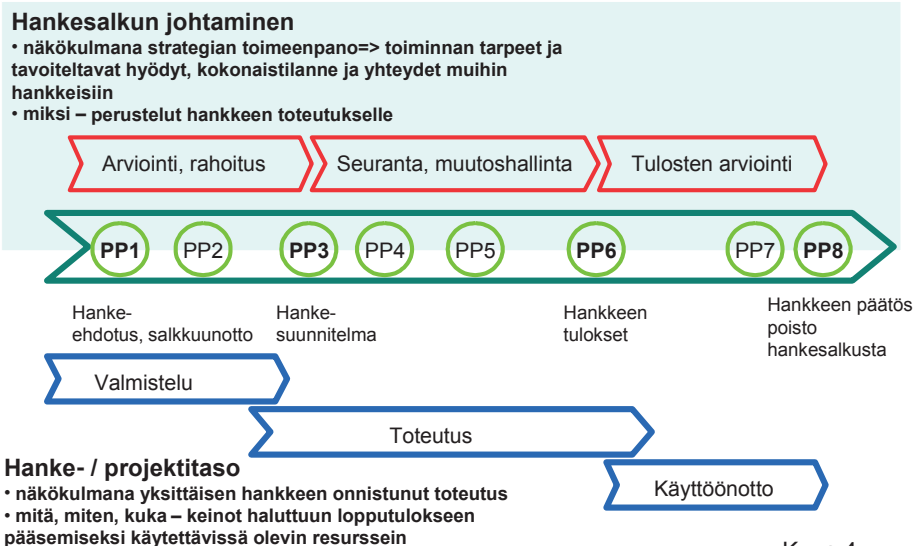 Hankesalkun johtaminen
• näkökulmana strategian toimeenpano=> toiminnan tarpeet ja
tavoiteltavat hyödyt, kokonaistilanne ja yhteydet muihin
hankkeisiin
• miksi – perustelut hankkeen toteutukselle
Arviointi, rahoitus
Seuranta, muutoshallinta
Tulosten arviointi
PP1
PP2
PP3
PP4
PP5
PP6
PP7
PP8
Hanke-
ehdotus, salkkuunotto
Hanke-
suunnitelma
Hankkeen
tulokset
Hankkeen päätös
poisto
hankesalkusta
Valmistelu
Toteutus
Käyttöönotto
Hanke- / projektitaso
• näkökulmana yksittäisen hankkeen onnistunut toteutus
• mitä, miten, kuka – keinot haluttuun lopputulokseen
pääsemiseksi käytettävissä olevin resurssein